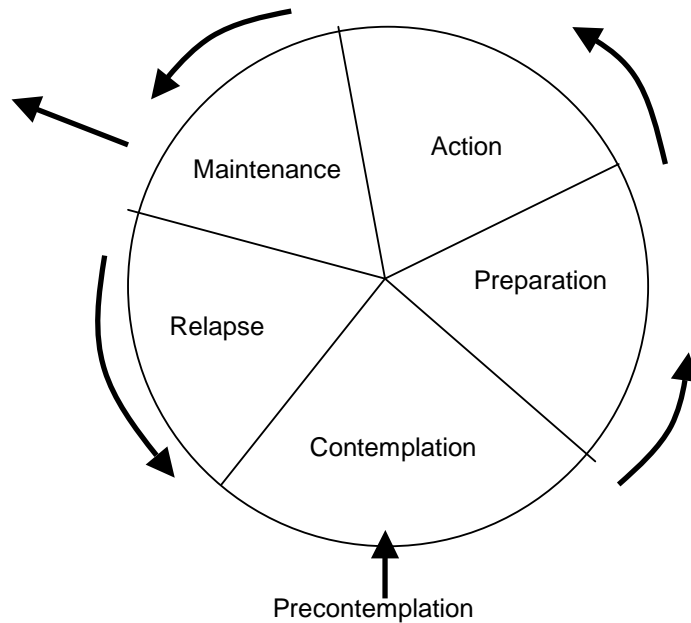 Action
Maintenance
Preparation
Relapse
Contemplation
Precontemplation